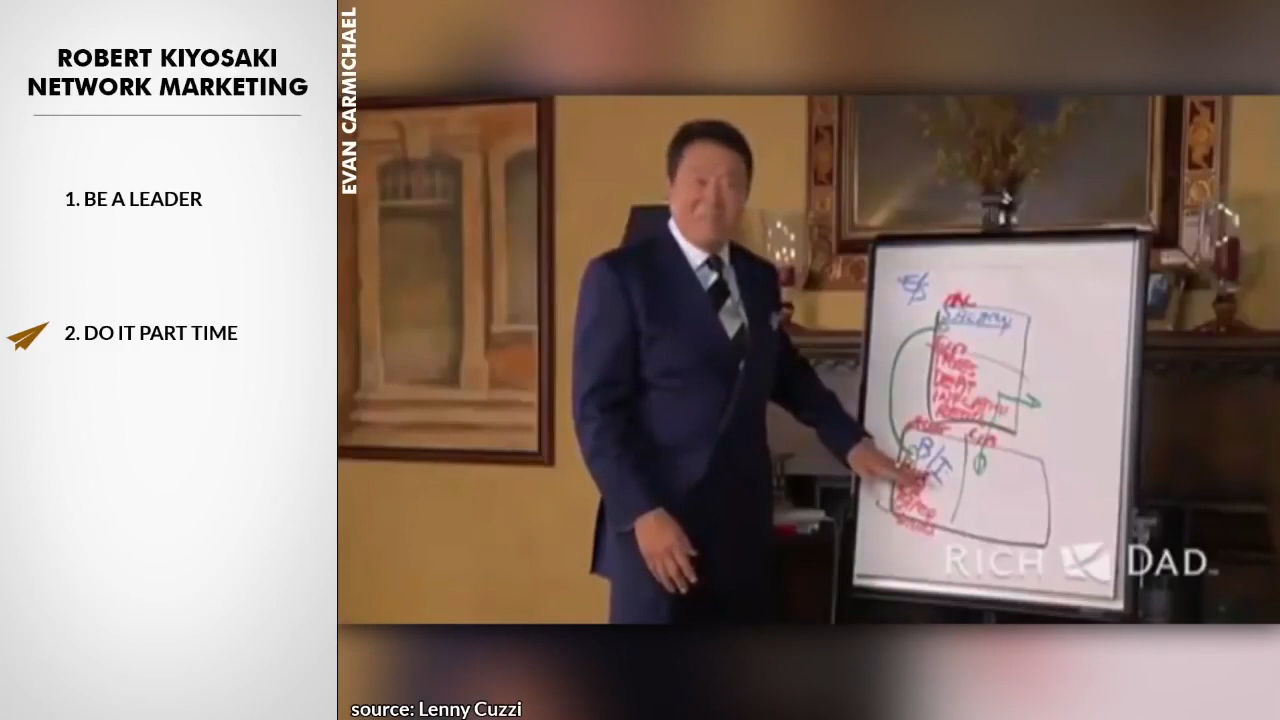 ROBERT KIYOSAKI
NETWORK MARKETING
1. BE A LEADER
2. DO IT PART TIME
EVAN CARMICHAEL
E/S
SALARY
B/I
RICH DAD
source: Lenny Cuzzi